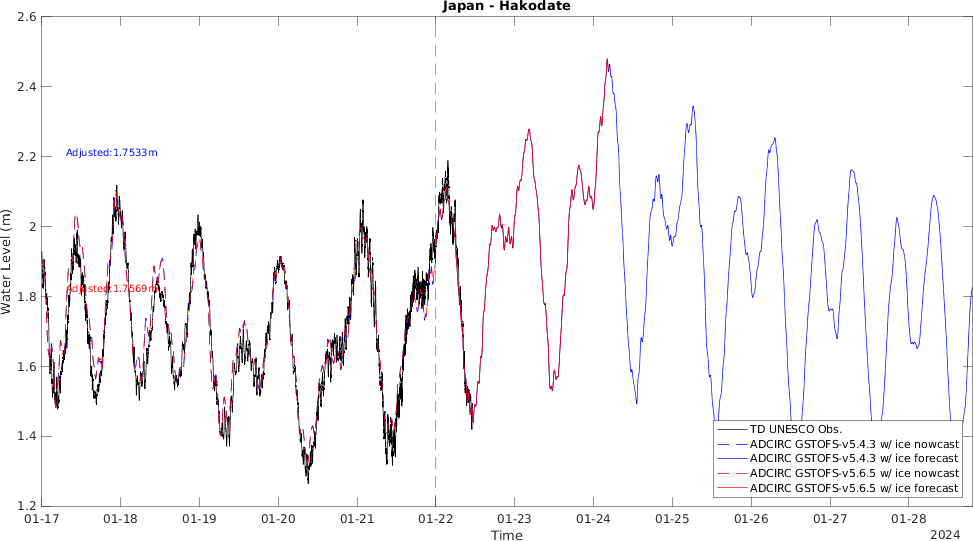 Japan - Hakodate
2.6
2.4
2.2
2
1.8
1.6
1.4
1.2
Water Level (m)
Adjusted:1.7533m
Adjusted:1.7569m
TD UNESCO Obs.
ADCIRC GSTOFS-v5.4.3 w/ ice nowcast
ADCIRC GSTOFS-v5.4.3 w/ ice forecast
ADCIRC GSTOFS-v5.6.5 w/ ice nowcast
ADCIRC GSTOFS-v5.6.5 w/ ice forecast
01-17 01-18 01-19 01-20 01-21 01-22 01-23 01-24 01-25 01-26 01-27 01-28
Time
2024